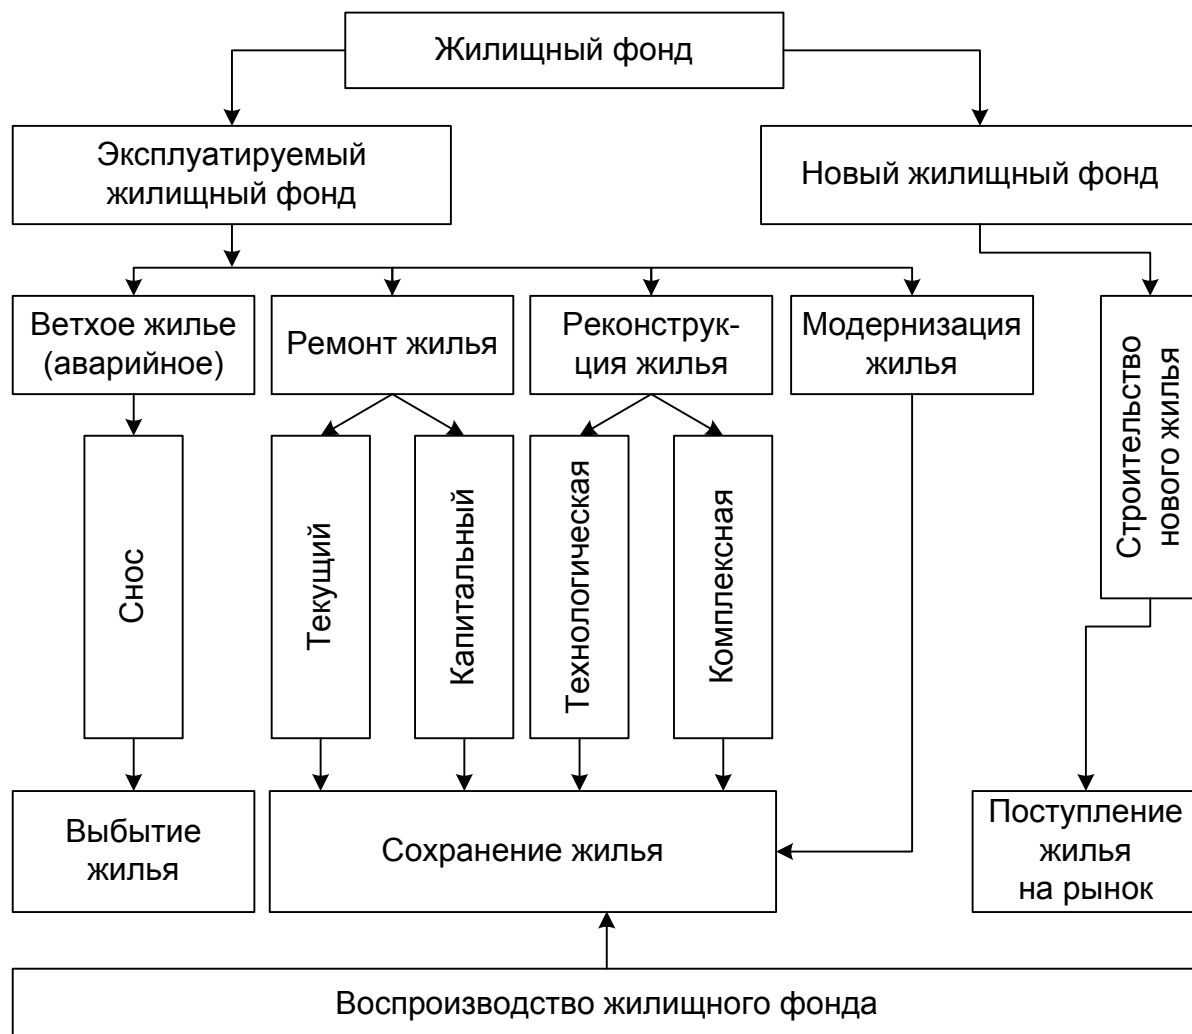 Жилищный фонд
Эксплуатируемый
жилищный фонд
Новый жилищный фонд
Ветхое жилье
(аварийное)
Ремонт жилья
Реконструк-
ция жилья
Модернизация
жилья
Строительство
нового жилья
Снос
Текущий
Капитальный
Технологическая
Комплексная
Выбытие
жилья
Сохранение жилья
Поступление
жилья
на рынок
Воспроизводство жилищного фонда